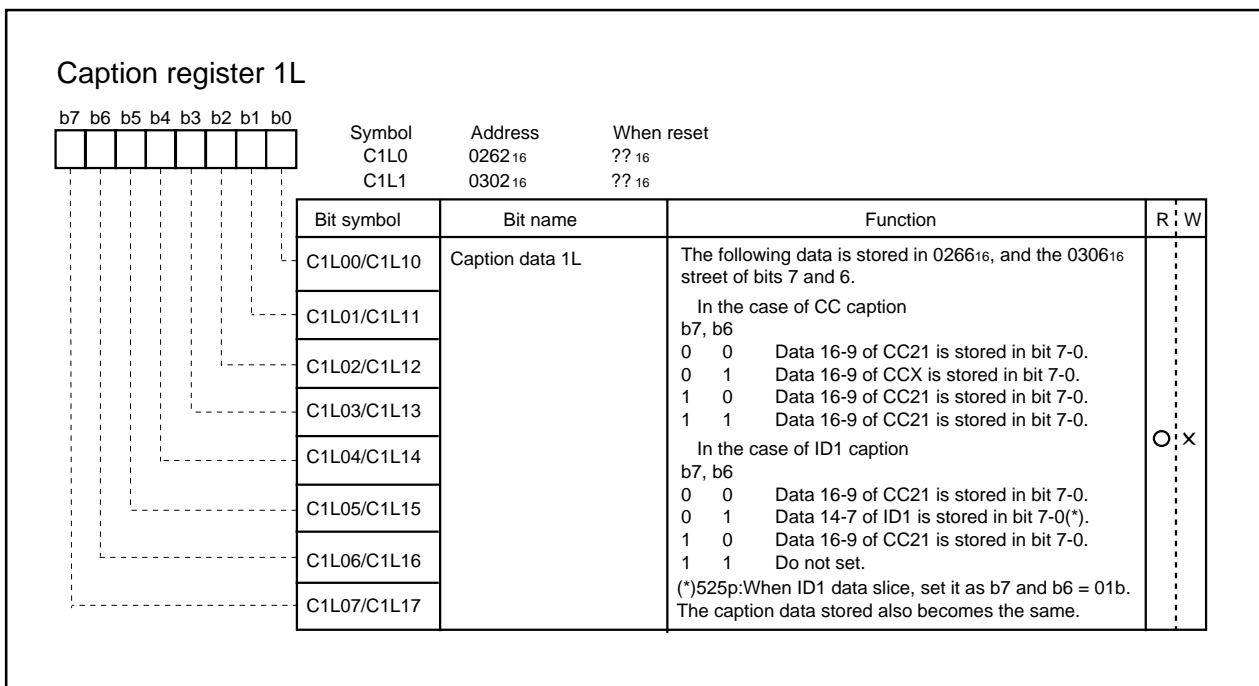 Caption register 1L
b7 b6 b5 b4 b3 b2 b1 b0
Symbol Address When reset
C1L0 0262 16 ?? 16
C1L1 0302 16 ?? 16
Bit symbol Bit name Function R W
C1L00/C1L10 Caption data 1L The following data is stored in 026616, and the 030616
street of bits 7 and 6.
In the case of CC caption
C1L01/C1L11
b7, b6
0 0 Data 16-9 of CC21 is stored in bit 7-0.
C1L02/C1L12
0 1 Data 16-9 of CCX is stored in bit 7-0.
1 0 Data 16-9 of CC21 is stored in bit 7-0.
C1L03/C1L13
1 1 Data 16-9 of CC21 is stored in bit 7-0.
O X
In the case of ID1 caption
C1L04/C1L14
b7, b6
0 0 Data 16-9 of CC21 is stored in bit 7-0.
C1L05/C1L15
0 1 Data 14-7 of ID1 is stored in bit 7-0(*).
1 0 Data 16-9 of CC21 is stored in bit 7-0.
C1L06/C1L16
1 1 Do not set.
(*)525p:When ID1 data slice, set it as b7 and b6 = 01b.
C1L07/C1L17
The caption data stored also becomes the same.